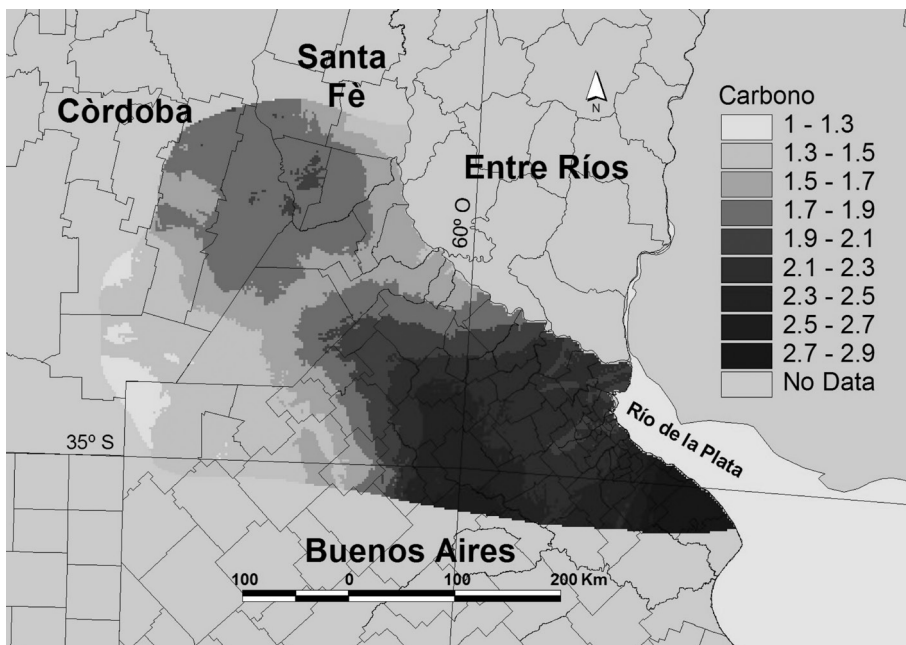 Santa
Fè
Còrdoba
N
Carbono
1 - 1.3
1.3 - 1.5
1.5 - 1.7
1.7 - 1.9
1.9 - 2.1
2.1 - 2.3
2.3 - 2.5
2.5 - 2.7
2.7 - 2.9
No Data
Entre Ríos
60º O
Río de la Plata
35º S
Buenos Aires
100 0 100 200 Km